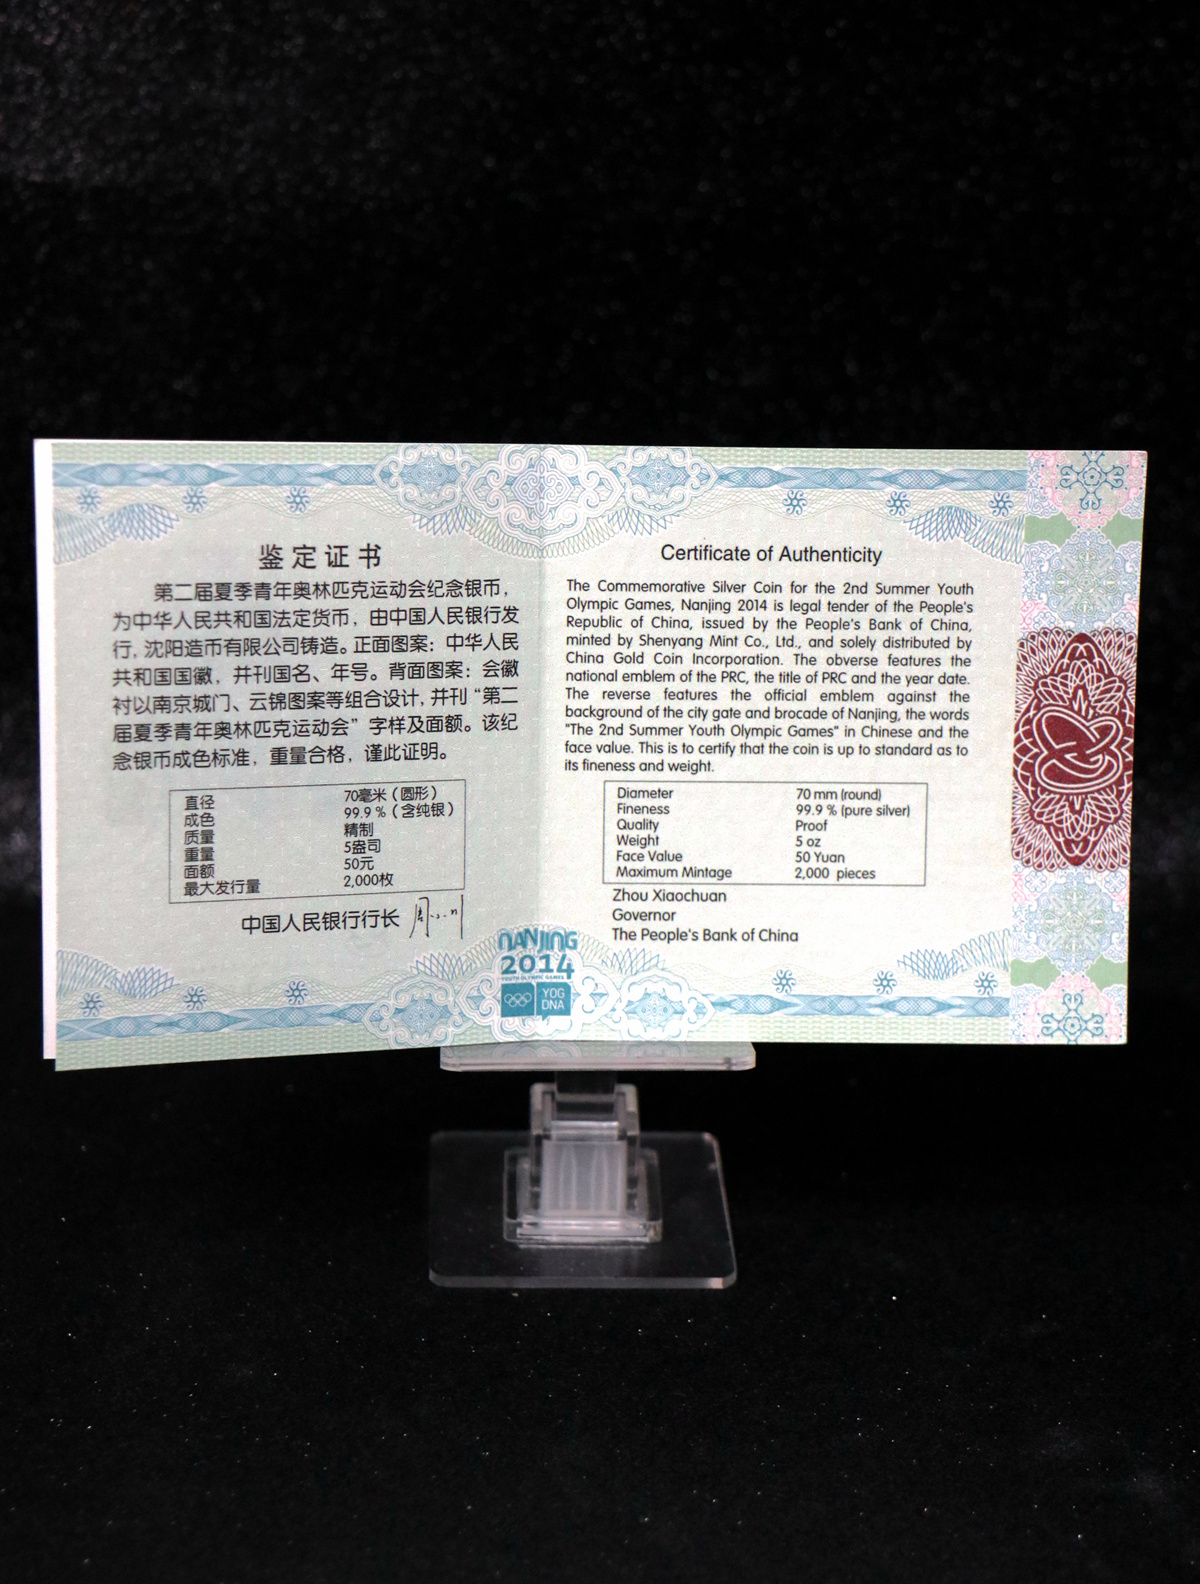 鉴定证书
第二届夏季青年奥林匹克运动会纪念银币，
为中华人民共和国法定货币，由中国人民银行发
行，沈阳造币有限公司铸造。正面图案：中华人民
共和国国徽，并刊国名、年号。背面图案：会徽
衬以南京城门、云锦图案等组合设计，并刊“第二
届夏季青年奥林匹克运动会”字样及面额。该纪
念银币成色标准，重量合格，谨此证明。
直径 70毫米（圆形）
成色 99.9％（含纯银）
质量 精制
重量 5盎司
面额 50元
最大发行量 2,000枚
中国人民银行行长
Certificate of Authenticity
The Commemorative Silver Coin for the 2nd Summer Youth
Olympic Games, Nanjing 2014 is legal tender of the People's
Republic of China, issued by the People's Bank of China,
minted by Shenyang Mint Co., Ltd., and solely distributed by
China Gold Coin Incorporation. The obverse features the
national emblem of the PRC, the title of PRC and the year date.
The reverse features the official emblem against the
background of the city gate and brocade of Nanjing, the words
"The 2nd Summer Youth Olympic Games" in Chinese and the
face value. This is to certify that the coin is up to standard as to
its fineness and weight.
Diameter 70 mm (round)
Fineness 99.9 % (pure silver)
Quality Proof
Weight 5 oz
Face Value 50 Yuan
Maximum Mintage 2,000 pieces
Zhou Xiaochuan
Governor
The People's Bank of China
NANJING
2014
YOUTH OLYMPIC GAMES
YOG
DNA